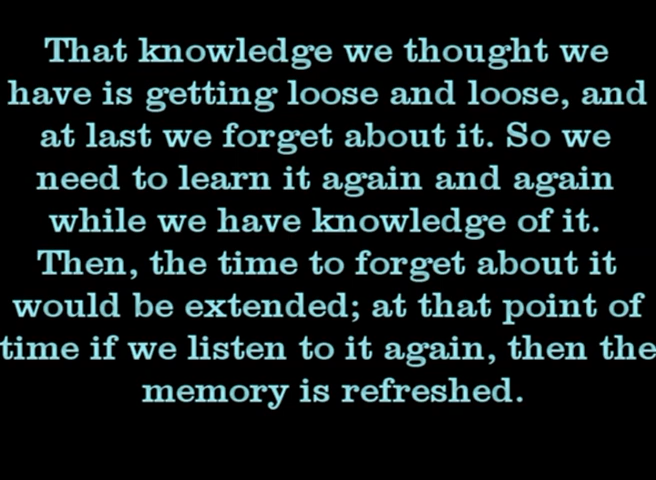 That knowledge we thought we
have is getting loose and loose, and
at last we forget about it. So we
need to learn it again and again
while we have knowledge of it.
Then, the time to forget about it
would be extended; at that point of
time if we listen to it again, then the
memory is refreshed.